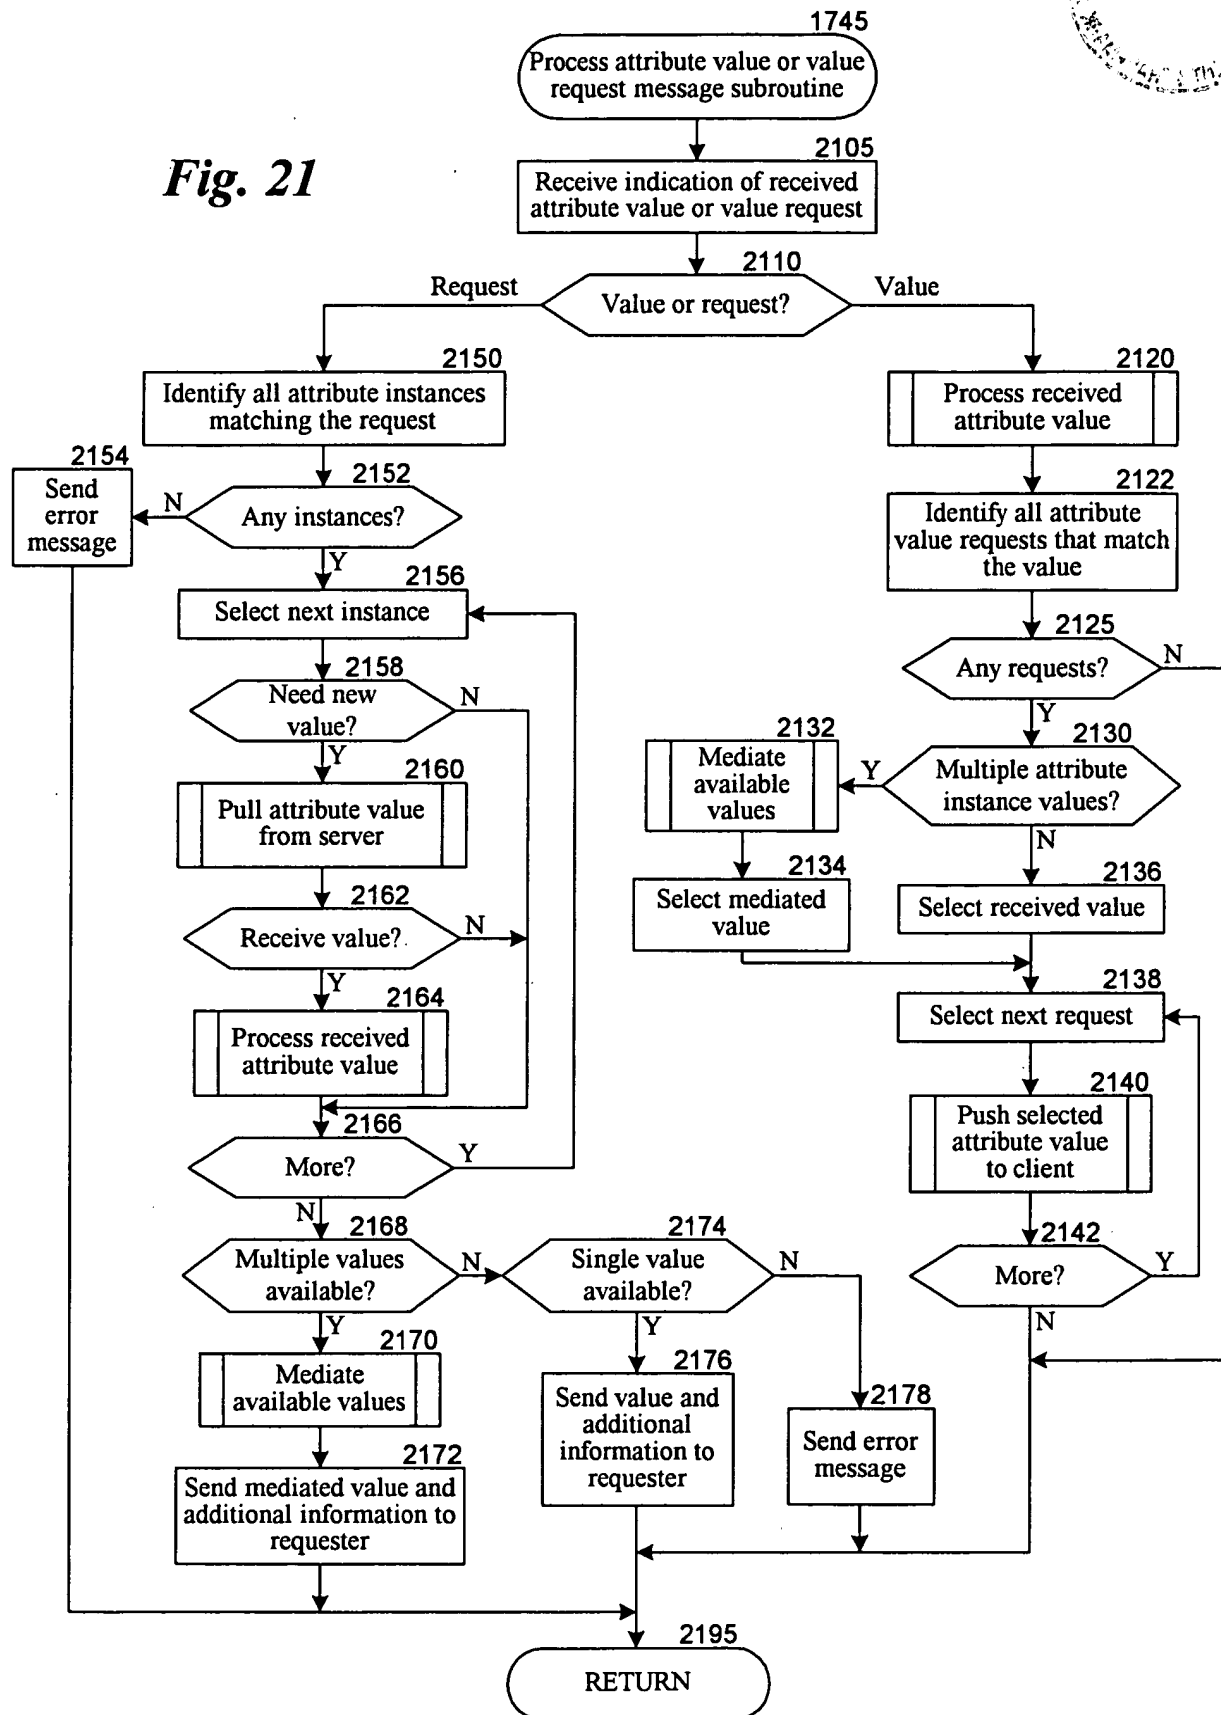 1745
Process attribute value or value
request message subroutine
Fig. 21
2105
Receive indication of received
attribute value or value request
2110
Request
Value or request?
Value
2150
Identify all attribute instances
matching the request
2154
Send
error
message
2152
N
Any instances?
Y
2156
Select next instance
2158
Need new
value?
N
Y
2160
Pull attribute value
from server
2162
Receive value?
N
Y
2164
Process received
attribute value
2166
More?
Y
N
2168
Multiple values
available?
N
Y
2170
Mediate
available values
2172
Send mediated value and
additional information to
requester
2174
Single value
available?
N
Y
2176
Send value and
additional
information to
requester
2178
Send error
message
2120
Process received
attribute value
2122
Identify all attribute
value requests that match
the value
2125
Any requests?
N
Y
2130
Multiple attribute
instance values?
Y
N
2132
Mediate
available
values
2134
Select mediated
value
2136
Select received value
2138
Select next request
2140
Push selected
attribute value
to client
2142
More?
Y
N
2195
RETURN